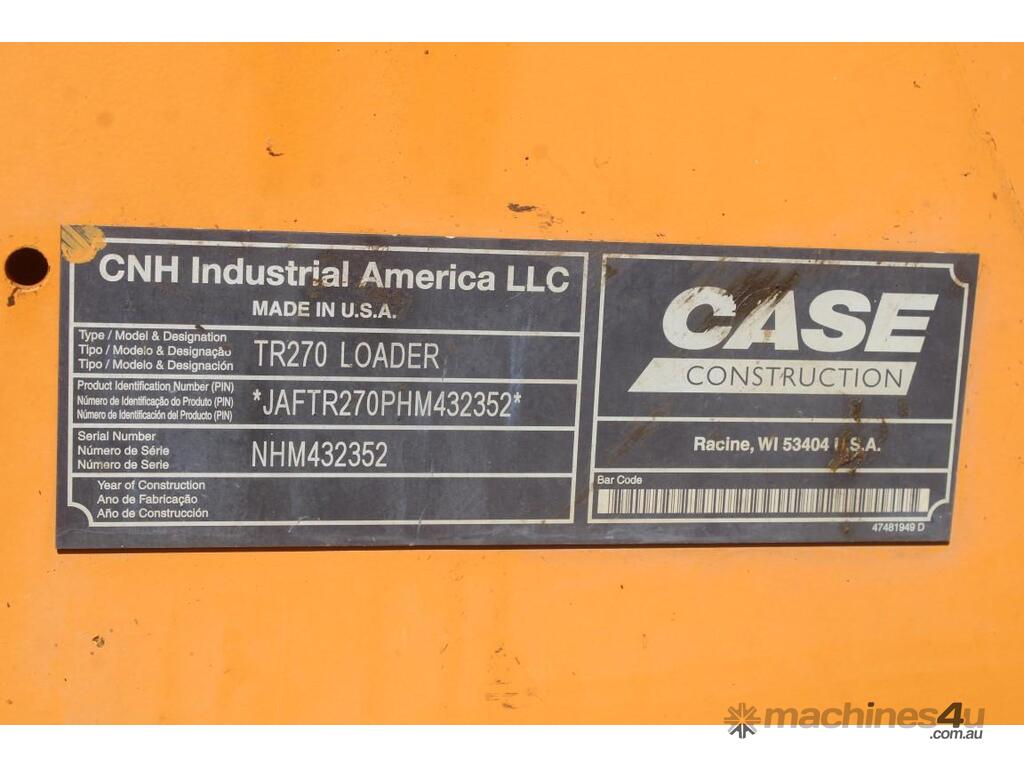 CNH Industrial America LLC
MADE IN U.S.A.
Type / Model & Designation
Tipo / Modelo & Designação
Tipo / Modelo & Designación
TR270 LOADER
Product Identification Number (PIN)
Número de Identificação do Produto (PIN)
Número de Identificación del Producto (PIN)
*JAFTR270PHM432352*
Serial Number
Número de Série
Número de Serie
NHM432352
Year of Construction
Ano de Fabricação
Año de Construcción
CASE
CONSTRUCTION
Racine, WI 53404 U.S.A.
Bar Code
47481949 D
machines4u
.com.au